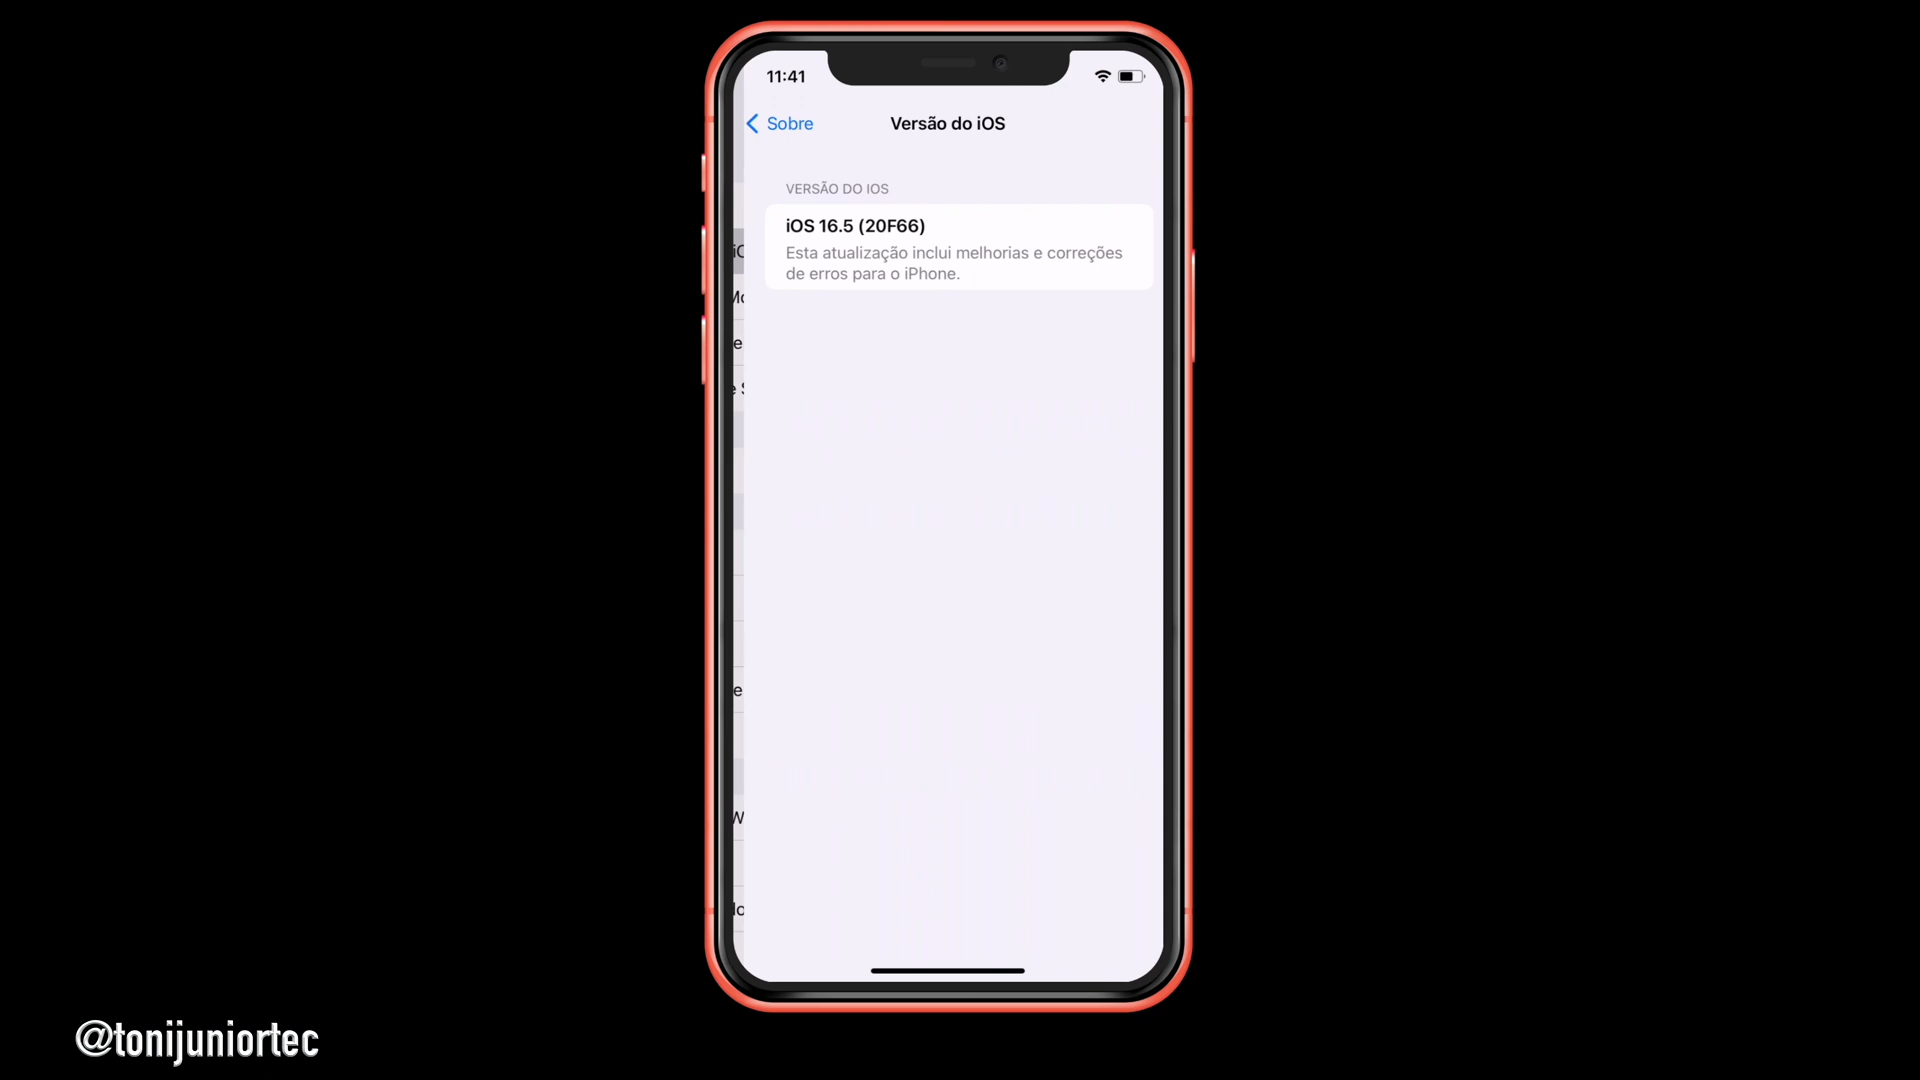 11:41
Sobre
Versão do iOS
VERSÃO DO IOS
iOS 16.5 (20F66)
Esta atualização inclui melhorias e correções
de erros para o iPhone.
@tonijuniortec